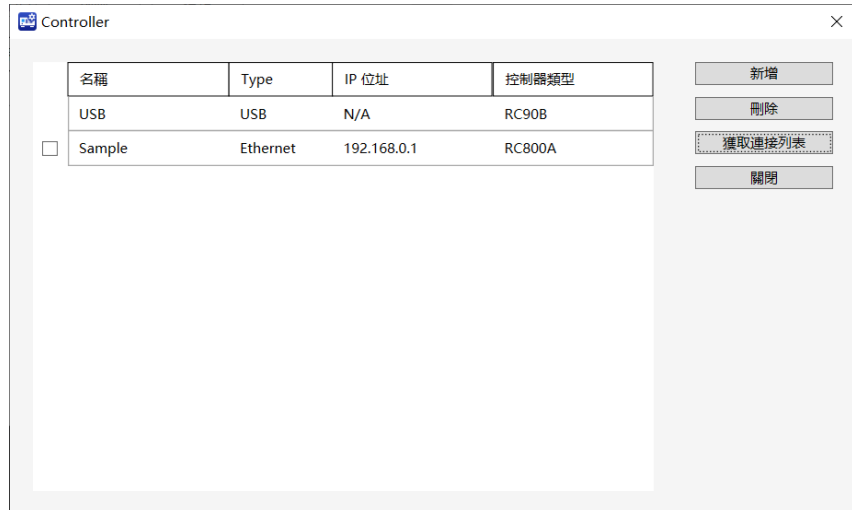 Controller
名稱 Type IP 位址 控制器類型
USB USB N/A RC90B
Sample Ethernet 192.168.0.1 RC800A
新增
刪除
獲取連接列表
關閉